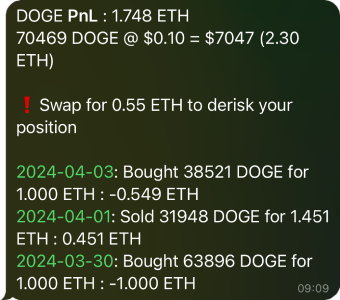 DOGE PnL : 1.748 ETH
70469 DOGE @ $0.10 = $7047 (2.30
ETH)
❗ Swap for 0.55 ETH to derisk your
position
2024-04-03: Bought 38521 DOGE for
1.000 ETH : -0.549 ETH
2024-04-01: Sold 31948 DOGE for 1.451
ETH : 0.451 ETH
2024-03-30: Bought 63896 DOGE for
1.000 ETH : -1.000 ETH
09:09